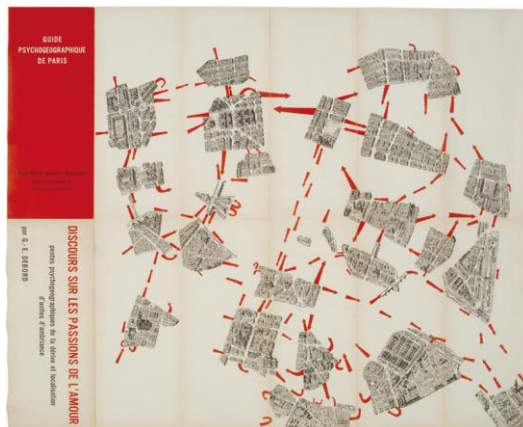 GUIDE
PSYCHOGEOGRAPHIQUE
DE PARIS
DISCOURS SUR LES PASSIONS DE L'AMOUR
pentes psychogeographiques de la dérive et localisation
d'unités d'ambiance
par G.-E. DEBORD